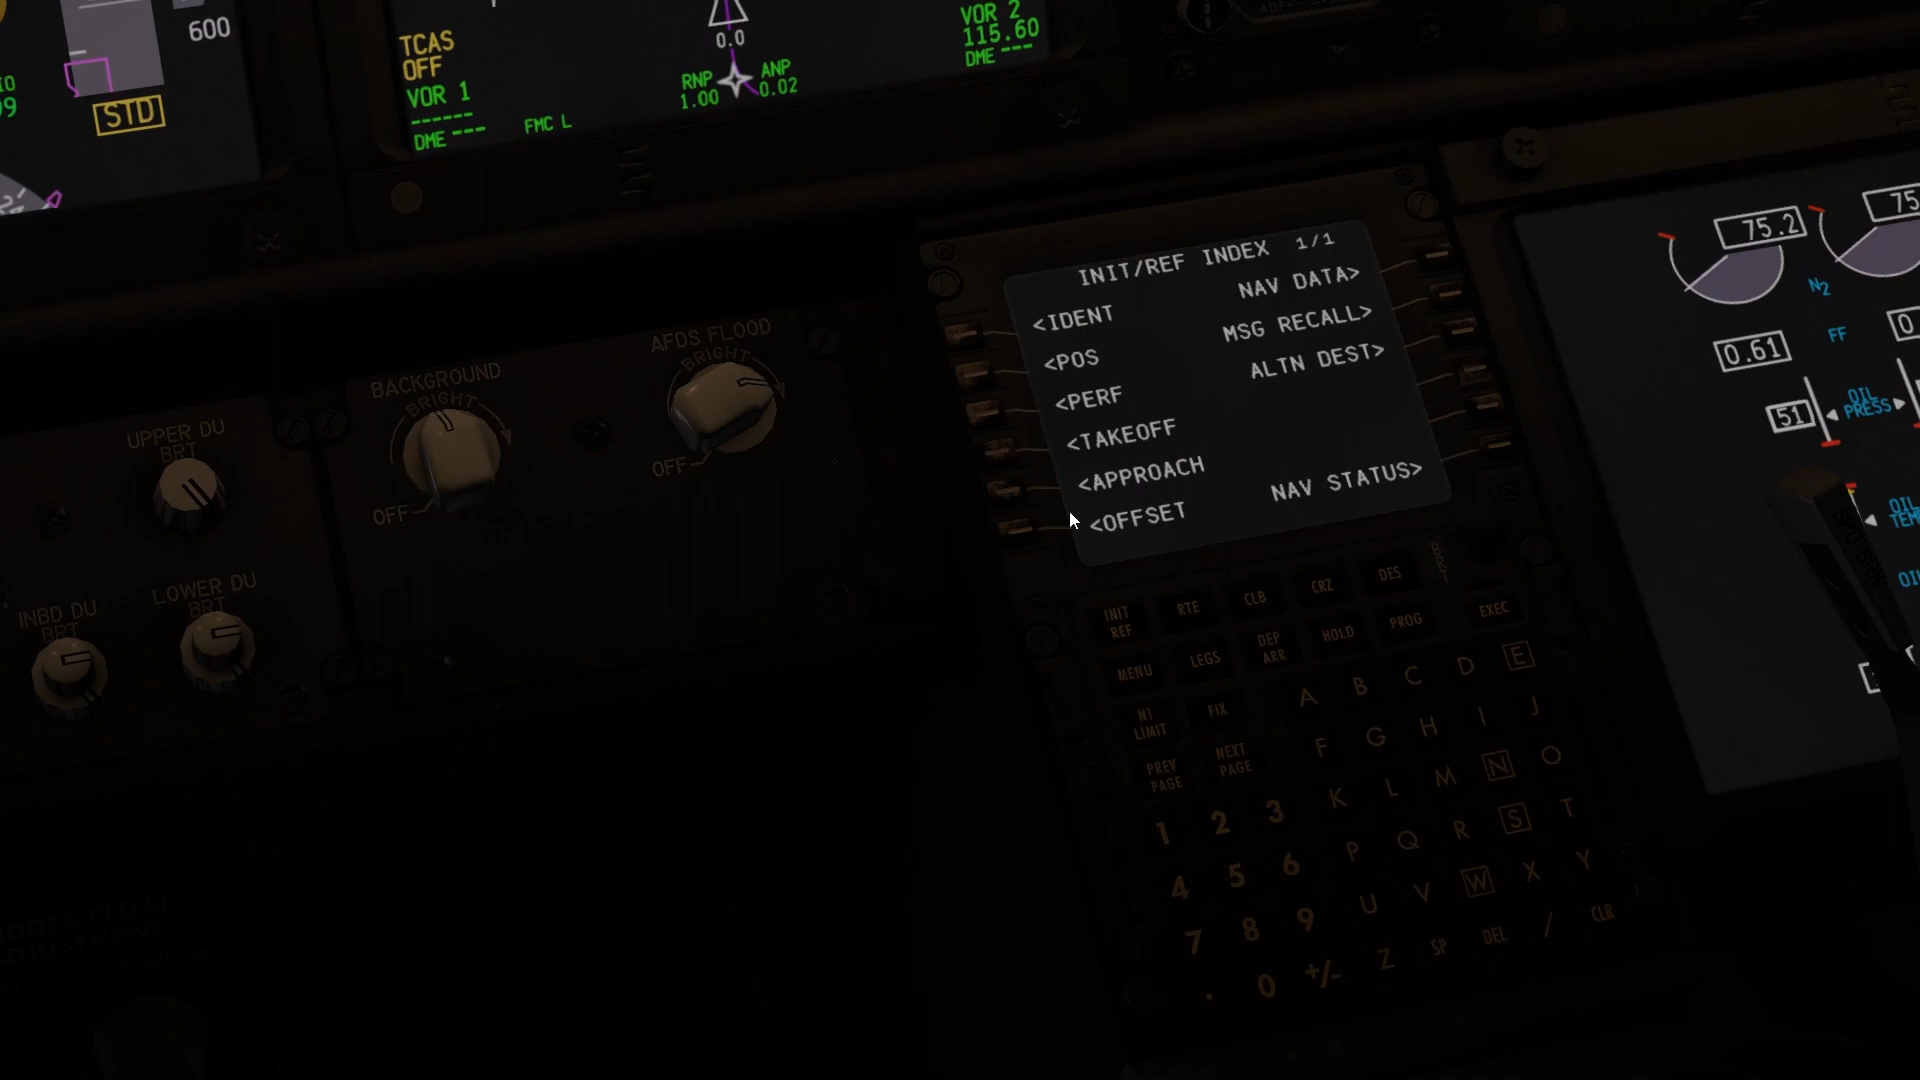 600
STD
TCAS
OFF
VOR 1
------
DME ---
FMC L
0.0
RNP
1.00
ANP
0.02
VOR 2
115.60
DME ---
INIT/REF INDEX 1/1
<IDENT NAV DATA>
<POS MSG RECALL>
<PERF ALTN DEST>
<TAKEOFF
<APPROACH
<OFFSET NAV STATUS>
75.2
75
N2
FF
0.61
0
51
OIL
PRESS
OIL
BACKGROUND
BRIGHT
OFF
AFDS FLOOD
BRIGHT
OFF
UPPER DU
BRT
INBD DU
BRT
LOWER DU
BRT
BRT
INIT
REF
RTE
CLB
CRZ
DES
MENU
LEGS
DEP
ARR
HOLD
PROG
EXEC
N1
LIMIT
FIX
PREV
PAGE
NEXT
PAGE
A B C D E
F G H I J
K L M N O
P Q R S T
U V W X Y
Z SP DEL / CLR
1 2 3
4 5 6
7 8 9
. 0 +/-
PEDAL